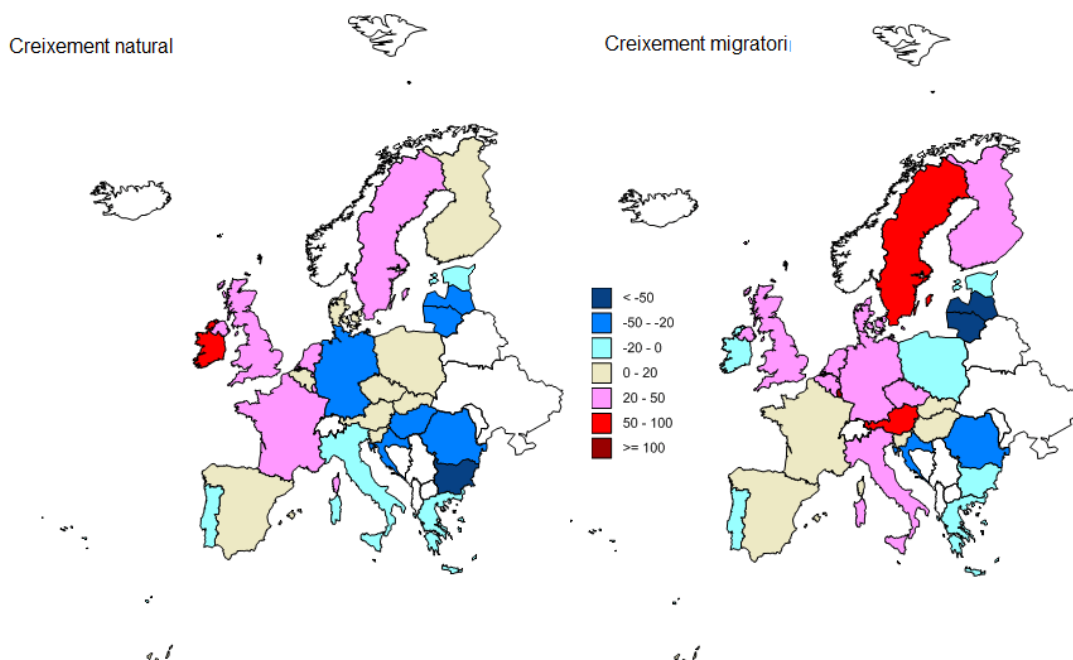 Creixement natural
Creixement migratori
< -50
-50 - -20
-20 - 0
0 - 20
20 - 50
50 - 100
>= 100